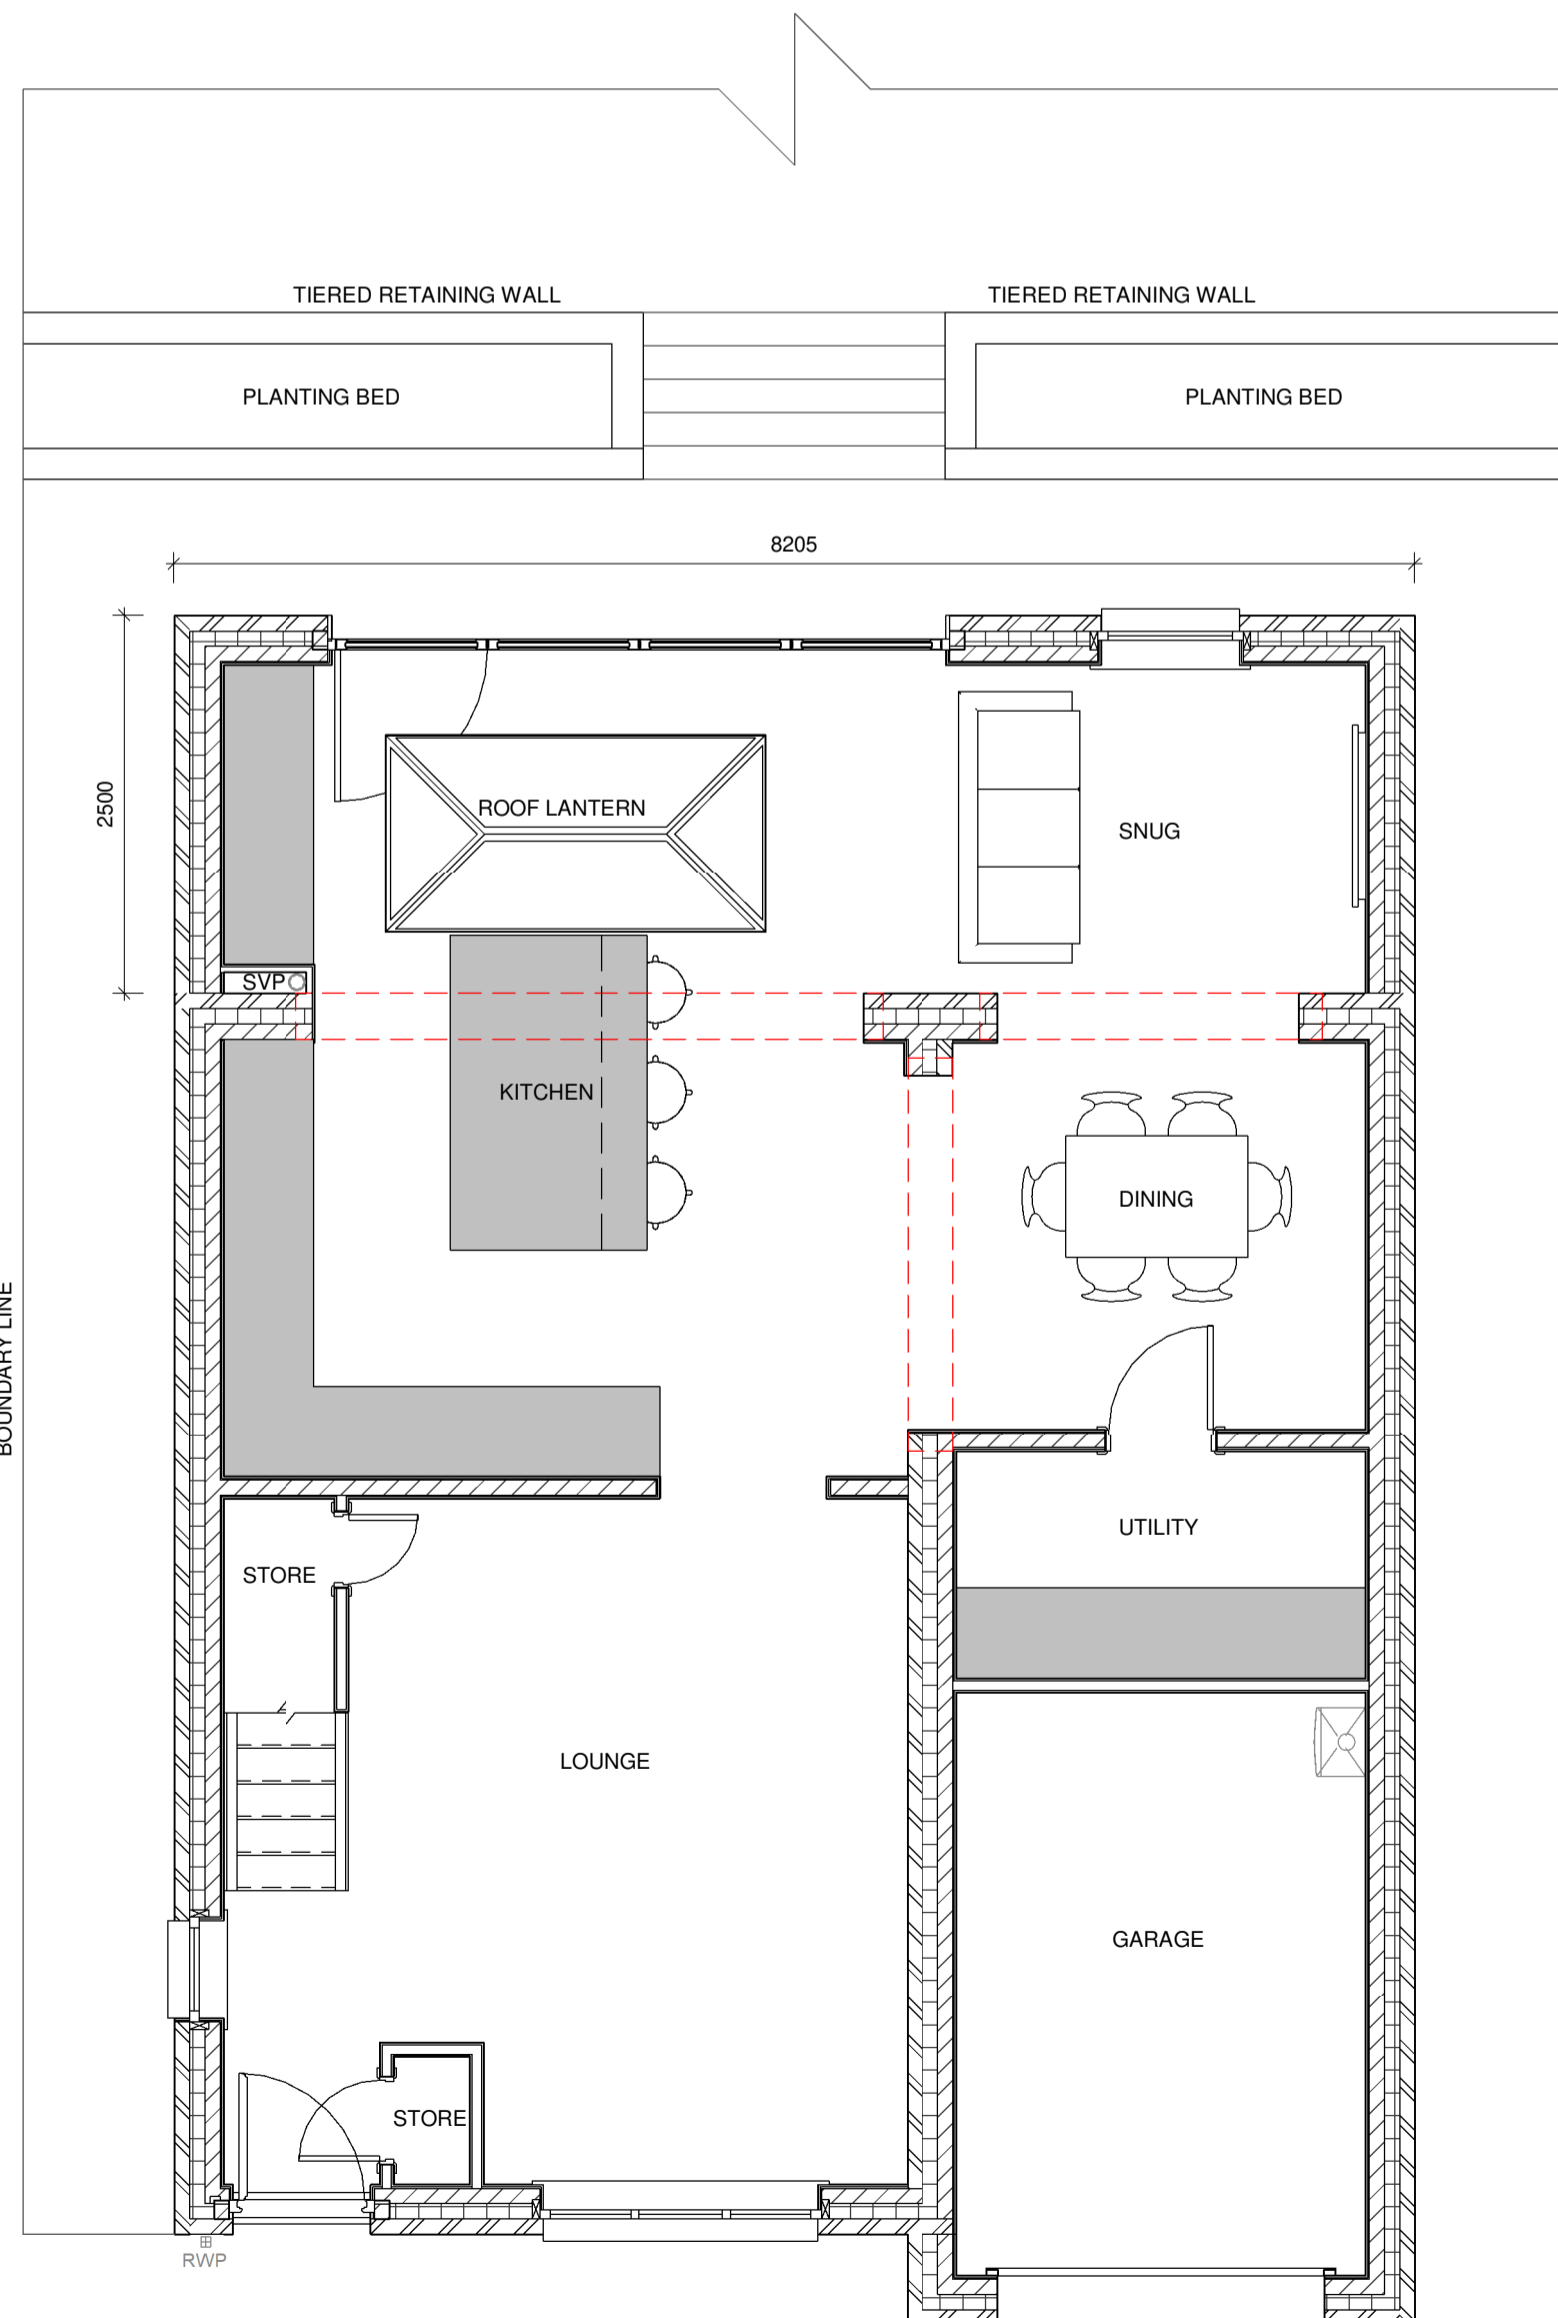 TIERED RETAINING WALL
TIERED RETAINING WALL
PLANTING BED
PLANTING BED
8205
2500
ROOF LANTERN
SNUG
SVP
KITCHEN
DINING
BOUNDARY LINE
UTILITY
STORE
LOUNGE
GARAGE
STORE
RWP